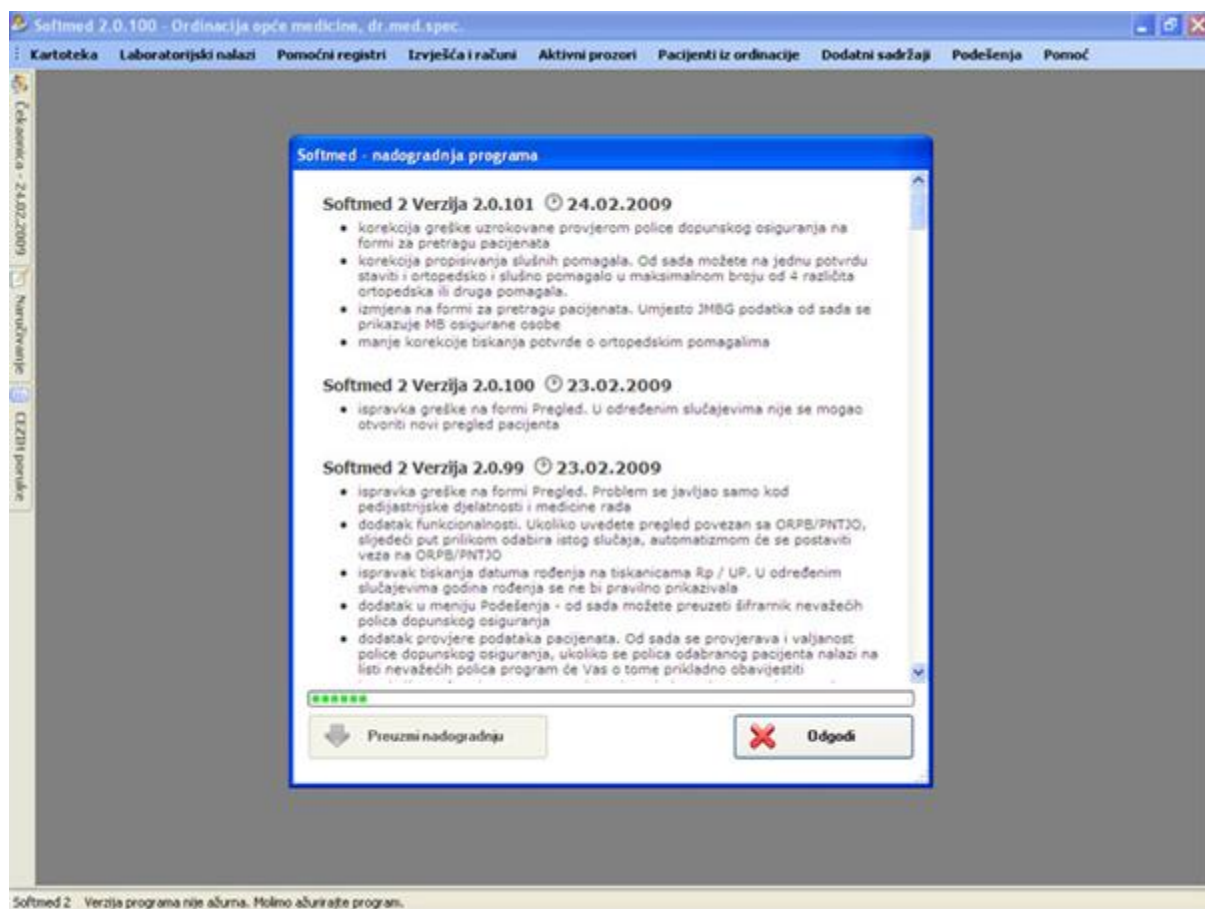 Softmed 2.0.100 - Ordinacija opće medicine, dr.med.spec.
Kartoteka Laboratorijski nalazi Pomoćni registri Izvješća i računi Aktivni prozori Pacijenti iz ordinacije Dodatni sadržaji Podešenja Pomoć
Čekaonica - 24.02.2009
Naručivanje
CEZIH poruke
Softmed - nadogradnja programa
Softmed 2 Verzija 2.0.101 24.02.2009
• korekcija greške uzrokovane provjerom police dopunskog osiguranja na
formi za pretragu pacijenata
• korekcija propisivanja slušnih pomagala. Od sada možete na jednu potvrdu
staviti i ortopedsko i slušno pomagalo u maksimalnom broju od 4 različita
ortopedska ili druga pomagala.
• izmjena na formi za pretragu pacijenata. Umjesto JMBG podatka od sada se
prikazuje MB osigurane osobe
• manje korekcije tiskanja potvrde o ortopedskim pomagalima
Softmed 2 Verzija 2.0.100 23.02.2009
• ispravka greške na formi Pregled. U određenim slučajevima nije se mogao
otvoriti novi pregled pacijenta
Softmed 2 Verzija 2.0.99 23.02.2009
• ispravka greške na formi Pregled. Problem se javljao samo kod
pedijastrijske djelatnosti i medicine rada
• dodatak funkcionalnosti. Ukoliko uvedete pregled povezan sa ORPB/PNTJO,
slijedeći put prilikom odabira istog slučaja, automatizmom će se postaviti
veza na ORPB/PNTJO
• ispravak tiskanja datuma rođenja na tiskanicama Rp / UP. U određenim
slučajevima godina rođenja se ne bi pravilno prikazivala
• dodatak u meniju Podešenja - od sada možete preuzeti šifrarnik nevažećih
polica dopunskog osiguranja
• dodatak provjere podataka pacijenata. Od sada se provjerava i valjanost
police dopunskog osiguranja, ukoliko se polica odabranog pacijenta nalazi na
listi nevažećih polica program će Vas o tome prikladno obavijestiti
Preuzmi nadogradnju
Odgodi
Softmed 2 Verzija programa nije ažurna. Molimo ažurirajte program.